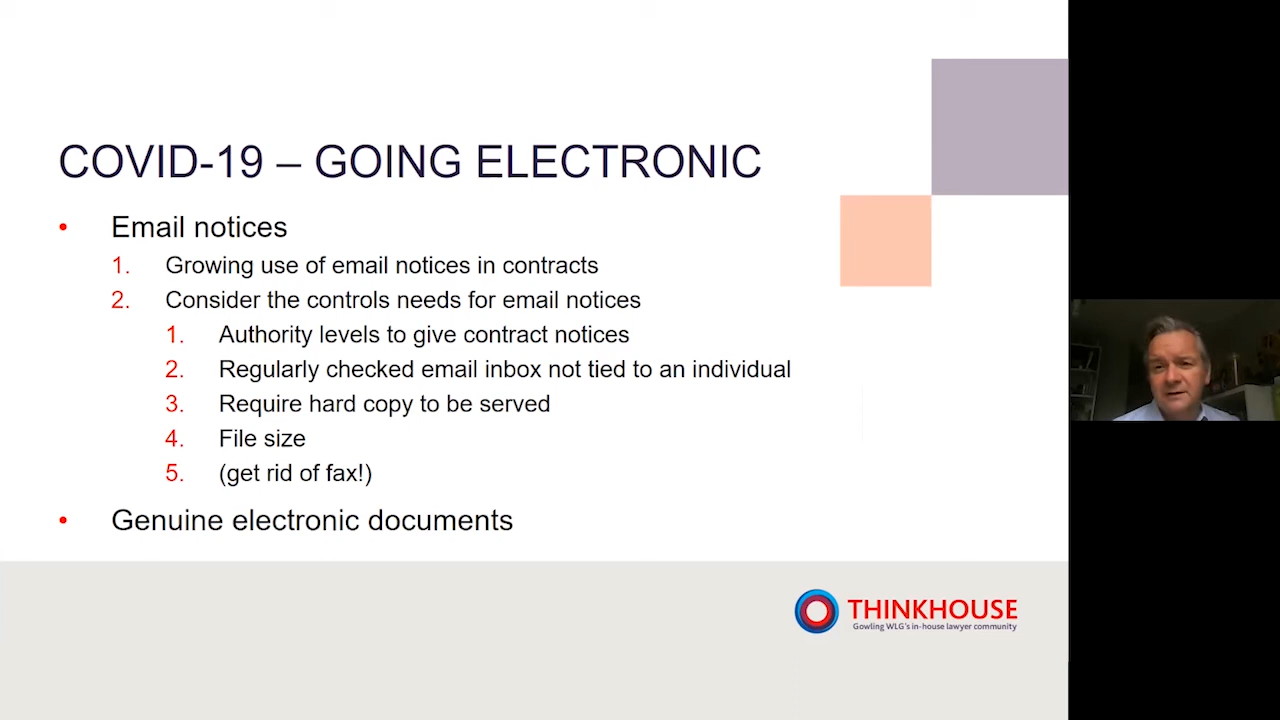 COVID-19 – GOING ELECTRONIC
• Email notices
1. Growing use of email notices in contracts
2. Consider the controls needs for email notices
1. Authority levels to give contract notices
2. Regularly checked email inbox not tied to an individual
3. Require hard copy to be served
4. File size
5. (get rid of fax!)
• Genuine electronic documents
THINKHOUSE
Gowling WLG's in-house lawyer community